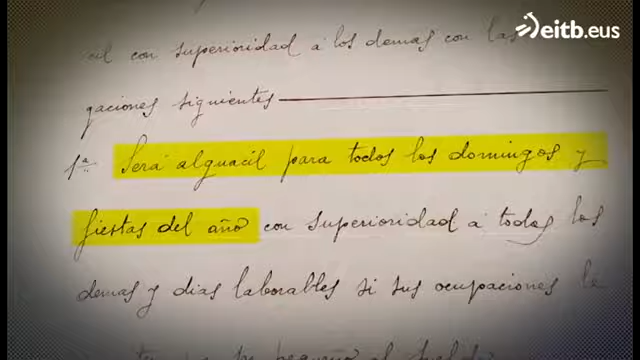 eitb.eus
cil con superioridad a los demas con las
gaciones siguientes
1ª Será alguacil para todos los domingos y
fiestas del año con superioridad a todos los
demas y dias laborables si sus ocupaciones le